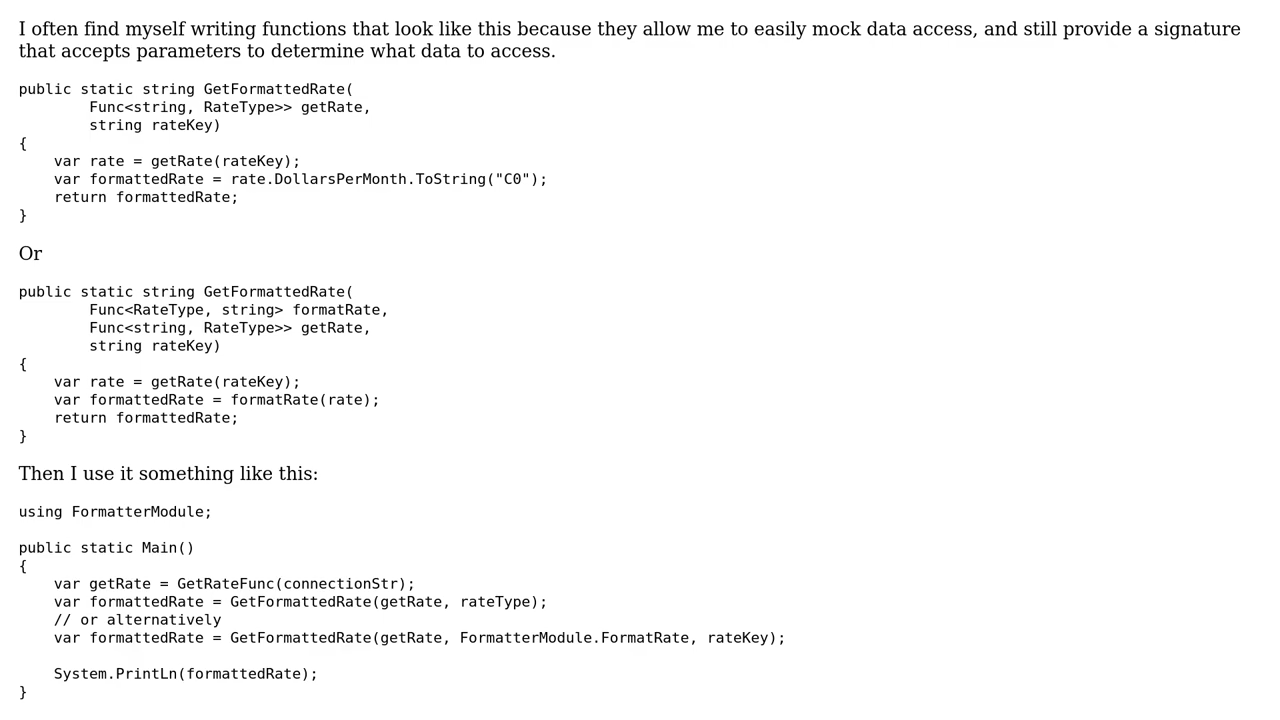 I often find myself writing functions that look like this because they allow me to easily mock data access, and still provide a signature
that accepts parameters to determine what data to access.
public static string GetFormattedRate(
        Func<string, RateType>> getRate,
        string rateKey)
{
    var rate = getRate(rateKey);
    var formattedRate = rate.DollarsPerMonth.ToString("C0");
    return formattedRate;
}
Or
public static string GetFormattedRate(
        Func<RateType, string> formatRate,
        Func<string, RateType>> getRate,
        string rateKey)
{
    var rate = getRate(rateKey);
    var formattedRate = formatRate(rate);
    return formattedRate;
}
Then I use it something like this:
using FormatterModule;
public static Main()
{
    var getRate = GetRateFunc(connectionStr);
    var formattedRate = GetFormattedRate(getRate, rateType);
    // or alternatively
    var formattedRate = GetFormattedRate(getRate, FormatterModule.FormatRate, rateKey);
    System.PrintLn(formattedRate);
}